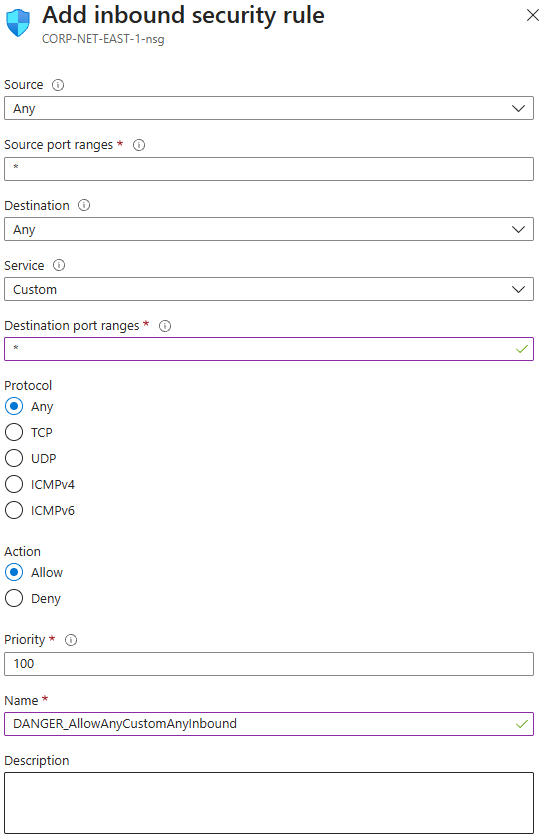 Add inbound security rule
CORP-NET-EAST-1-nsg
Source
Any
Source port ranges *
*
Destination
Any
Service
Custom
Destination port ranges *
*
Protocol
Any
TCP
UDP
ICMPv4
ICMPv6
Action
Allow
Deny
Priority *
100
Name *
DANGER_AllowAnyCustomAnyInbound
Description